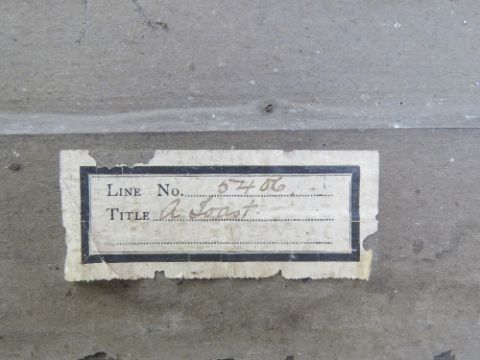 LINE NO. 5406
TITLE A Toast.